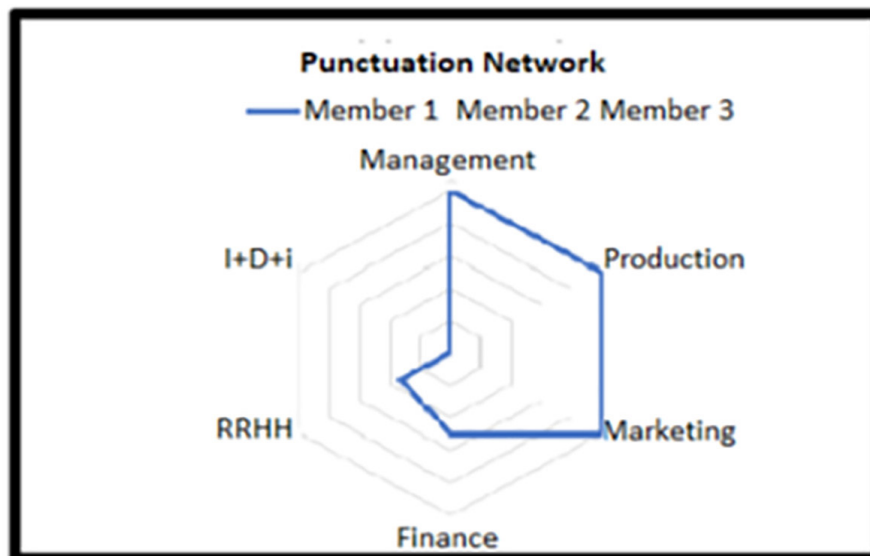 Punctuation Network
Member 1 Member 2 Member 3
Management
I+D+i
Production
RRHH
Marketing
Finance